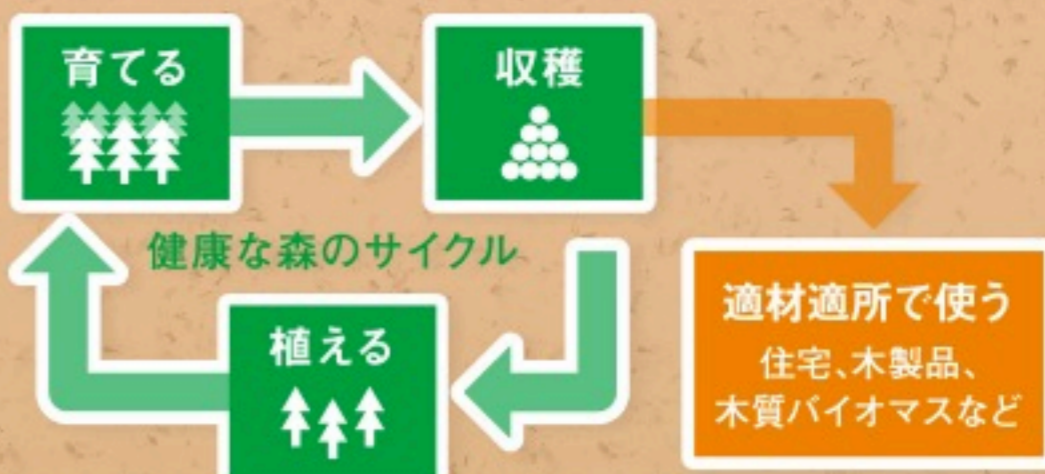 育てる
収穫
健康な森のサイクル
植える
適材適所で使う
住宅、木製品、
木質バイオマスなど